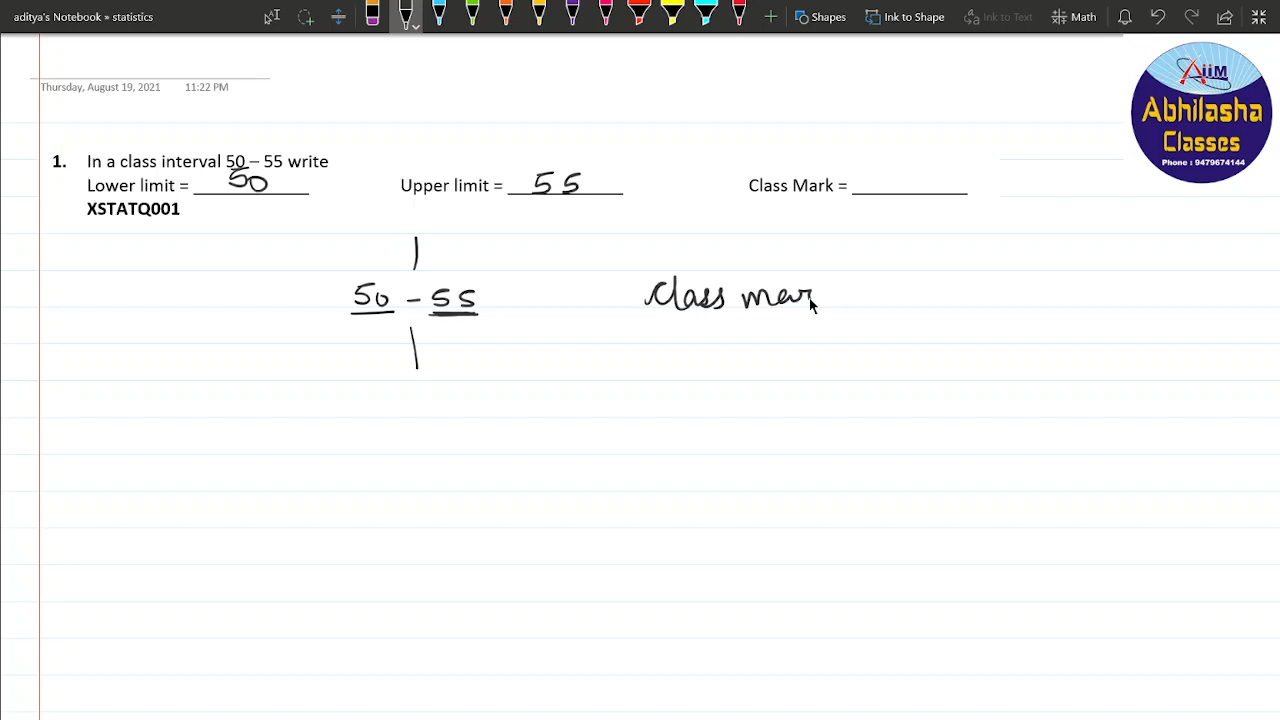 aditya's Notebook » statistics
Shapes
Ink to Shape
Ink to Text
Math
AiiM
Abhilasha
Classes
Phone : 9479674144
Thursday, August 19, 2021 11:22 PM
1. In a class interval 50 – 55 write
Lower limit = 50 Upper limit = 55 Class Mark = ____________
XSTATQ001
50 - 55 Class mar